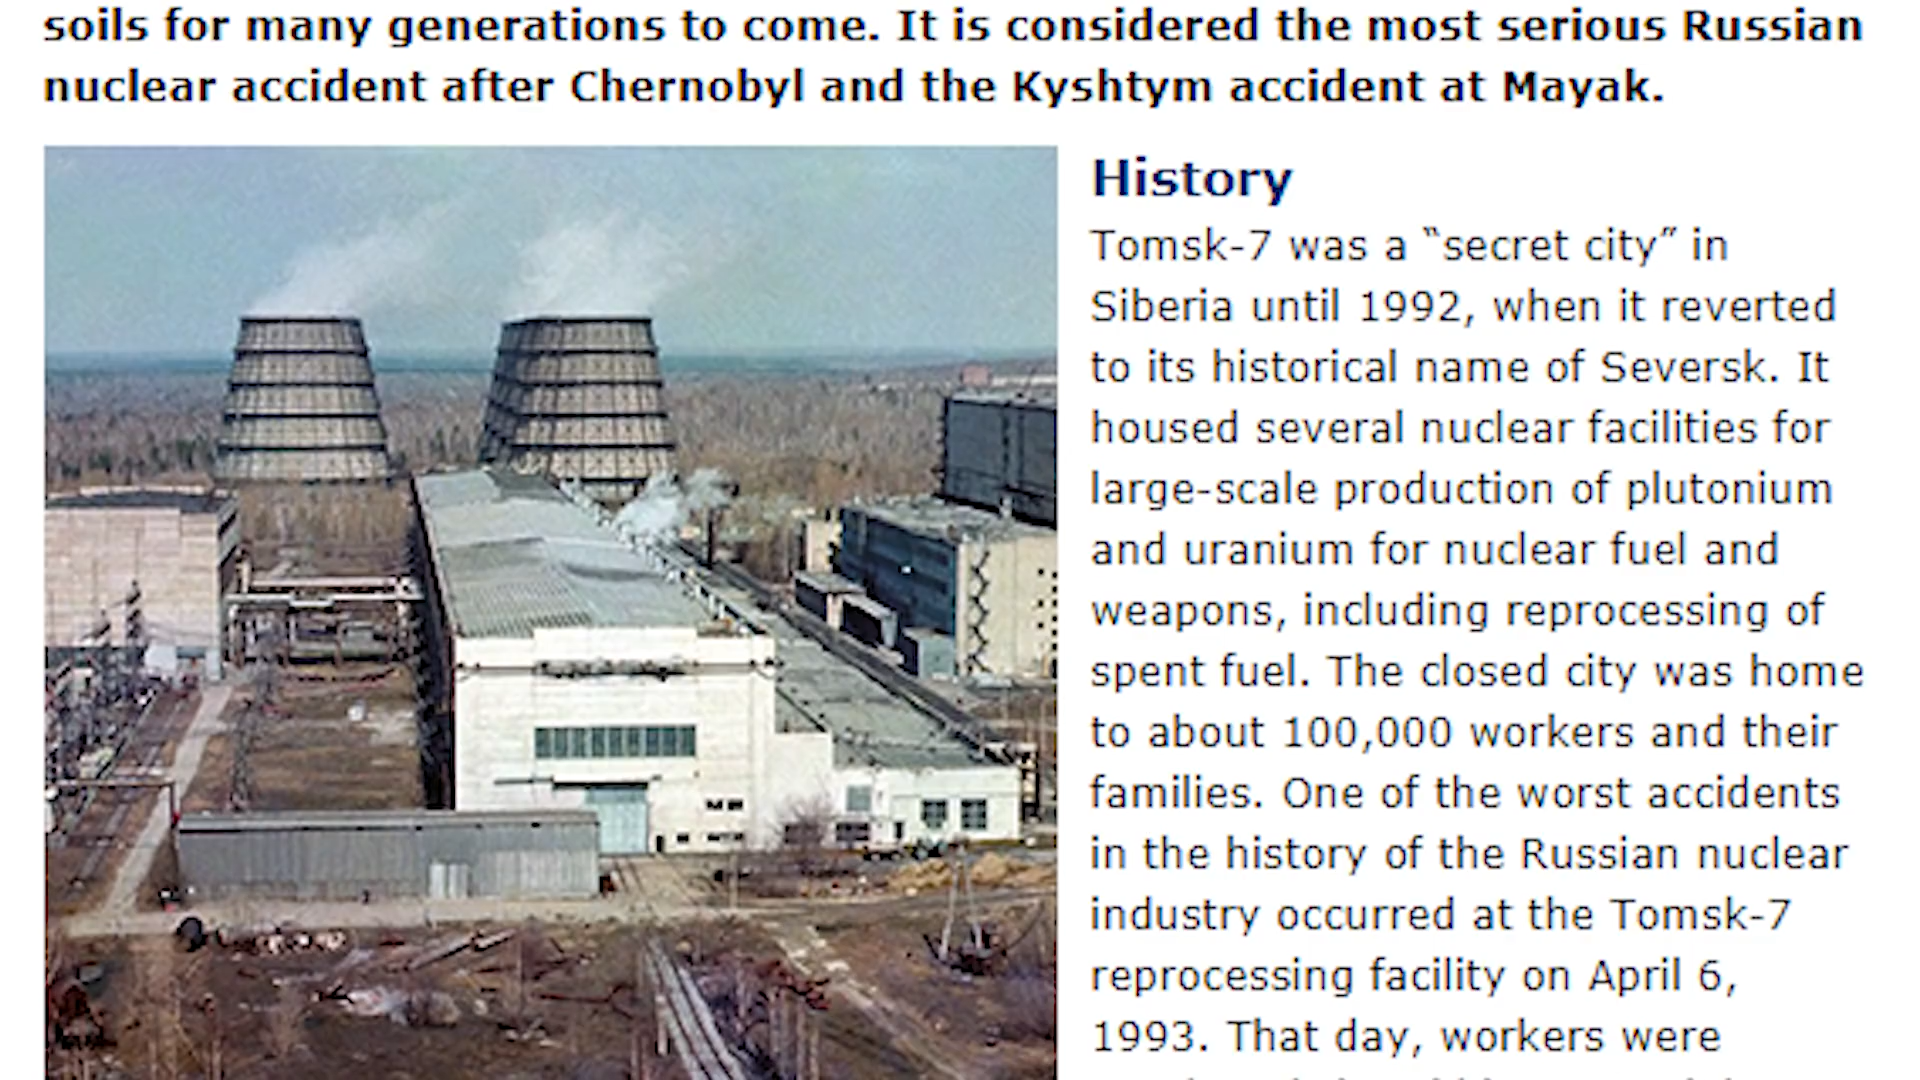 soils for many generations to come. It is considered the most serious Russian
nuclear accident after Chernobyl and the Kyshtym accident at Mayak.
History
Tomsk-7 was a “secret city” in
Siberia until 1992, when it reverted
to its historical name of Seversk. It
housed several nuclear facilities for
large-scale production of plutonium
and uranium for nuclear fuel and
weapons, including reprocessing of
spent fuel. The closed city was home
to about 100,000 workers and their
families. One of the worst accidents
in the history of the Russian nuclear
industry occurred at the Tomsk-7
reprocessing facility on April 6,
1993. That day, workers were